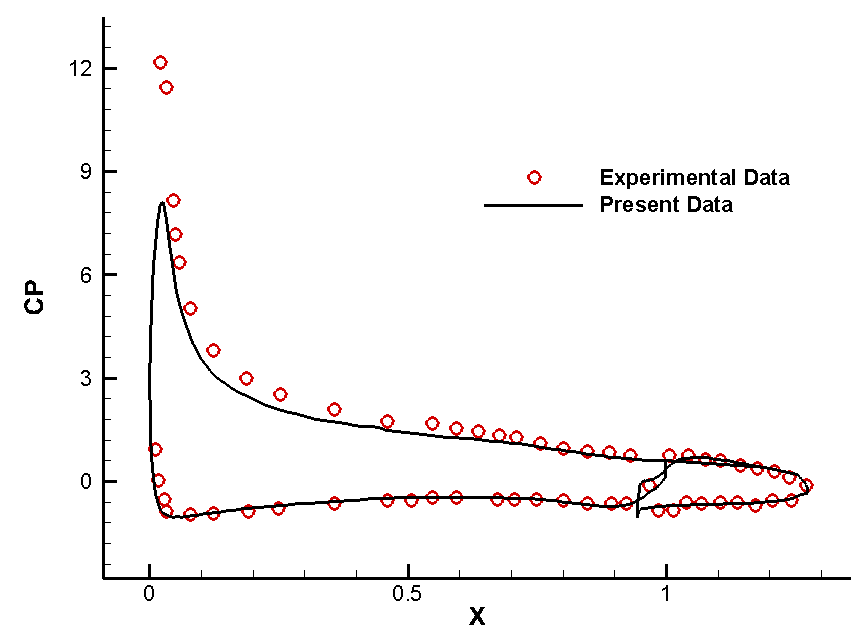 12
9
6
3
0
CP
Experimental Data
Present Data
0
0.5
1
X